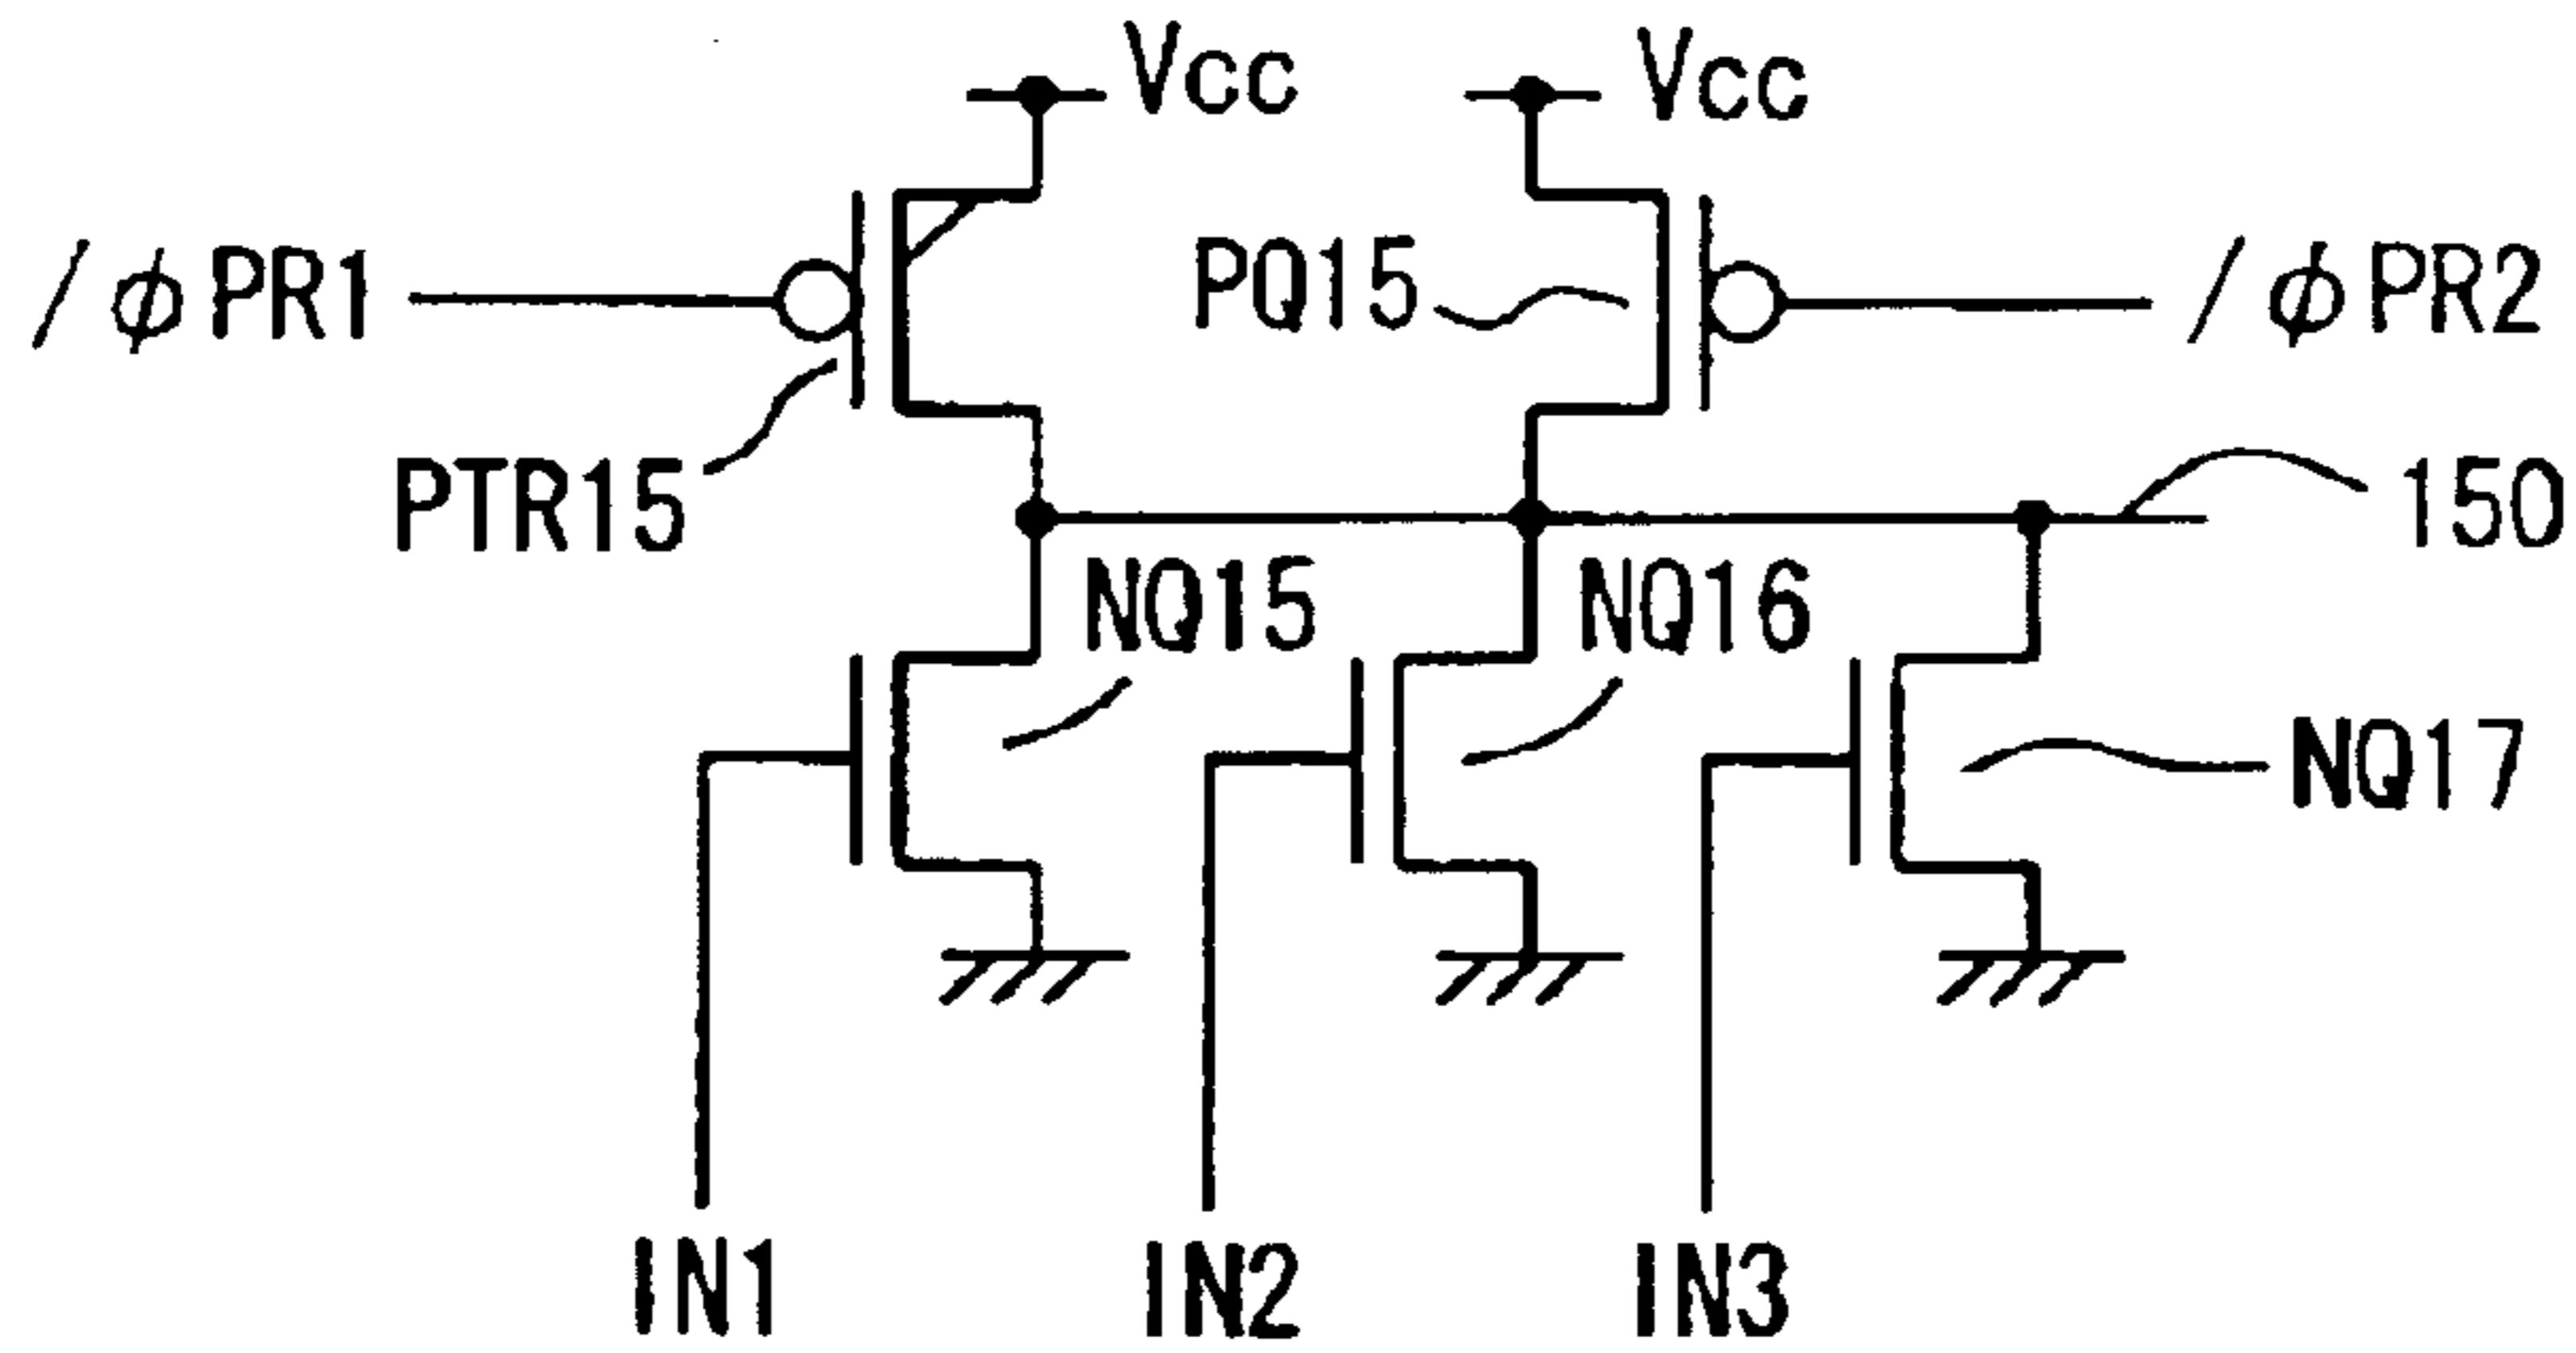 Vcc Vcc
/φPR1 PQ15 /φPR2
PTR15 150
NQ15 NQ16
NQ17
IN1 IN2 IN3